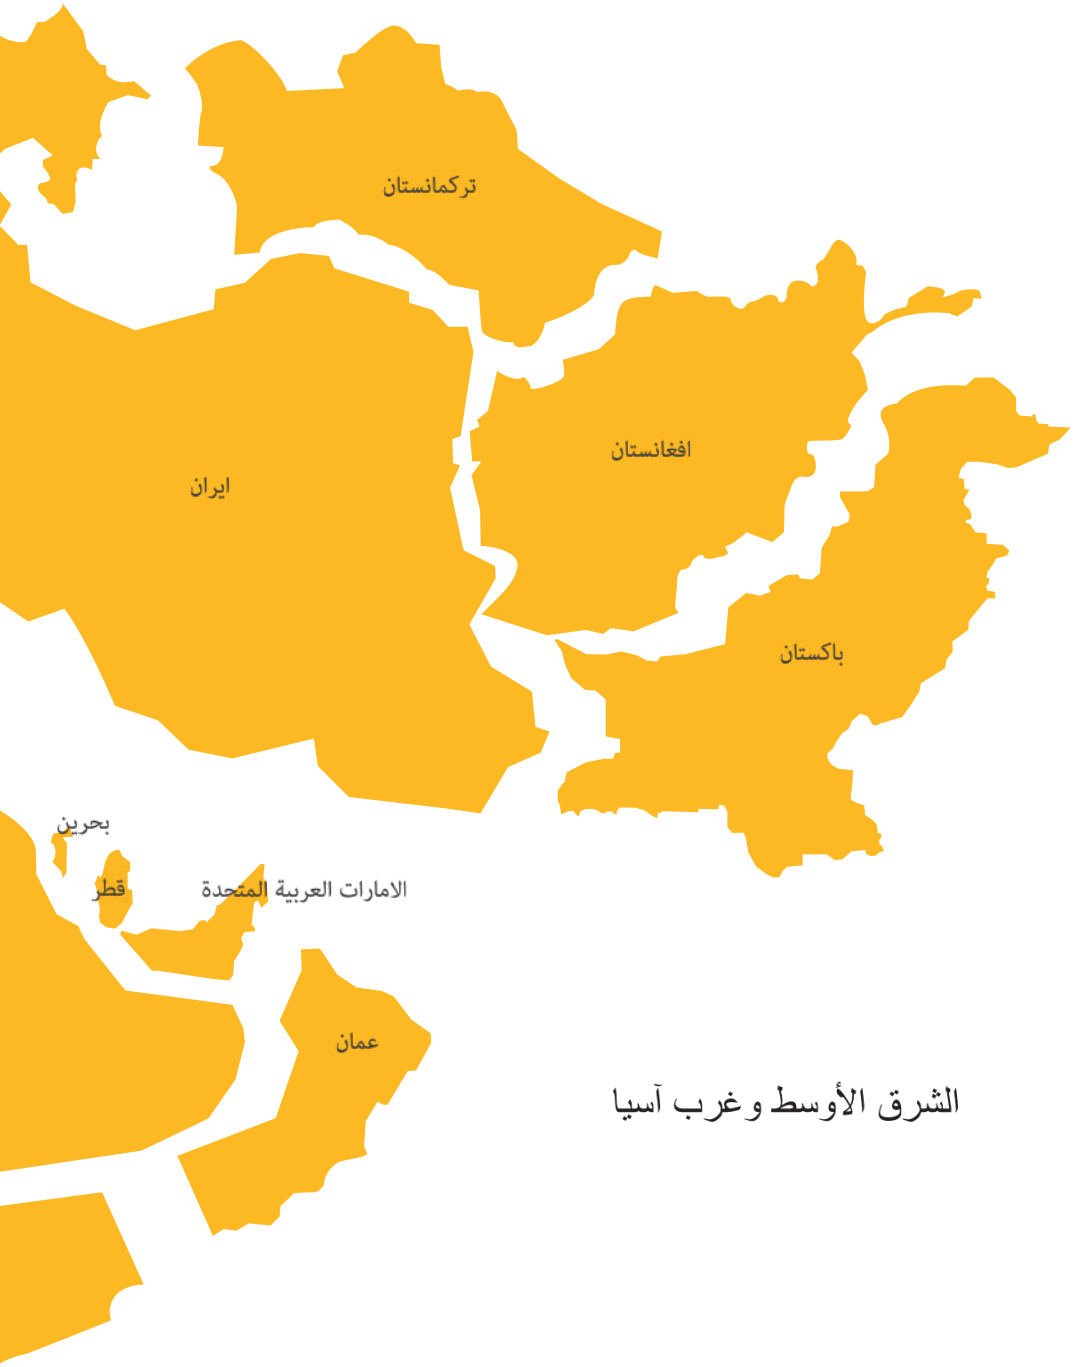 تركمانستان
افغانستان
ايران
باكستان
بحرين
قطر
الامارات العربية المتحدة
عمان
الشرق الأوسط وغرب آسيا